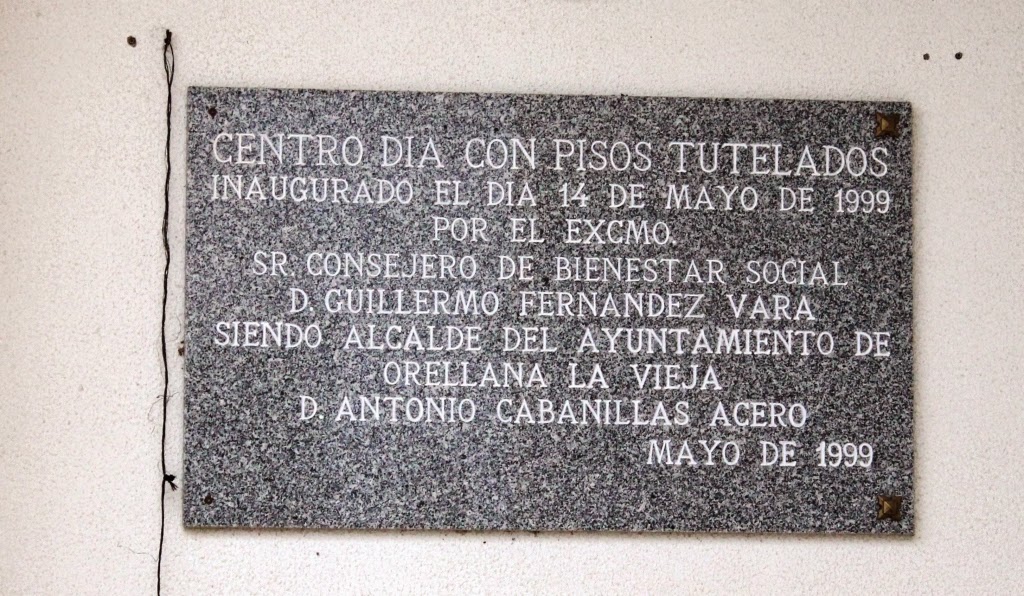 CENTRO DIA CON PISOS TUTELADOS
INAUGURADO EL DIA 14 DE MAYO DE 1999
POR EL EXCMO.
SR. CONSEJERO DE BIENESTAR SOCIAL
D. GUILLERMO FERNANDEZ VARA
SIENDO ALCALDE DEL AYUNTAMIENTO DE
ORELLANA LA VIEJA
D. ANTONIO CABANILLAS ACERO
MAYO DE 1999